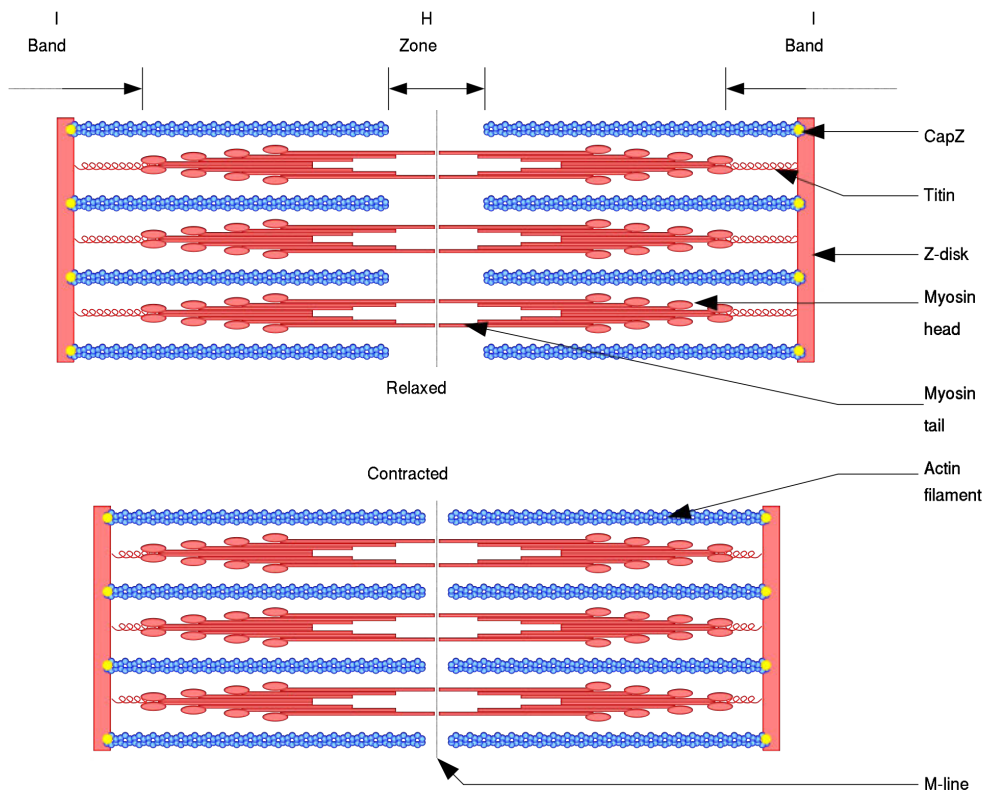 I
Band
H
Zone
I
Band
CapZ
Titin
Z-disk
Myosin
head
Relaxed
Myosin
tail
Contracted
Actin
filament
M-line